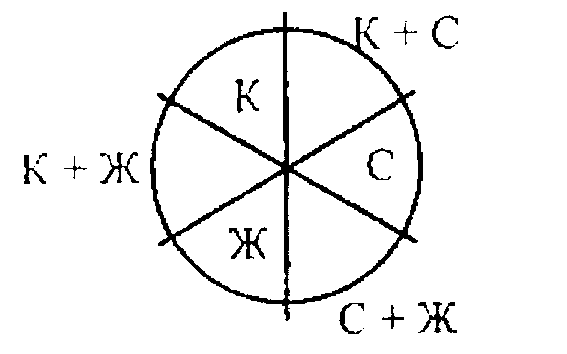 К + С
К
К + Ж
С
Ж
С + Ж